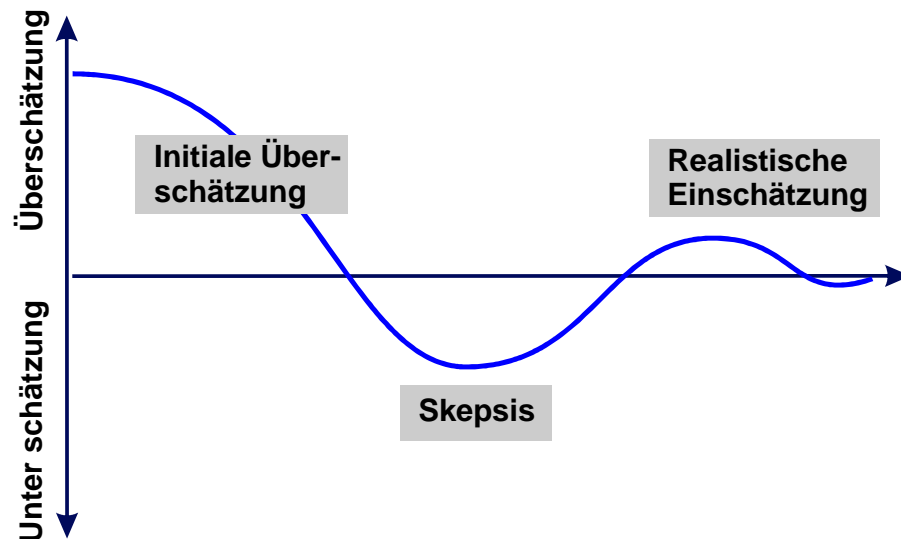 Überschätzung
Initiale Über-
schätzung
Realistische
Einschätzung
Skepsis
Unter schätzung